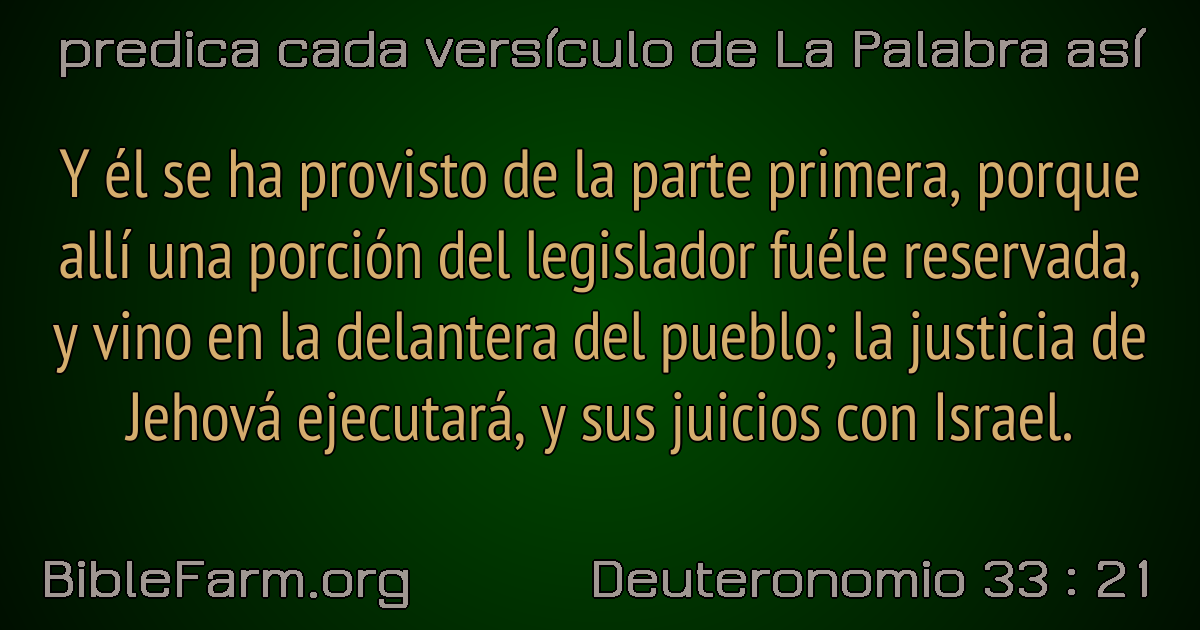 predica cada versículo de La Palabra así
Y él se ha provisto de la parte primera, porque
allí una porción del legislador fuéle reservada,
y vino en la delantera del pueblo; la justicia de
Jehová ejecutará, y sus juicios con Israel.
BibleFarm.org
Deuteronomio 33 : 21